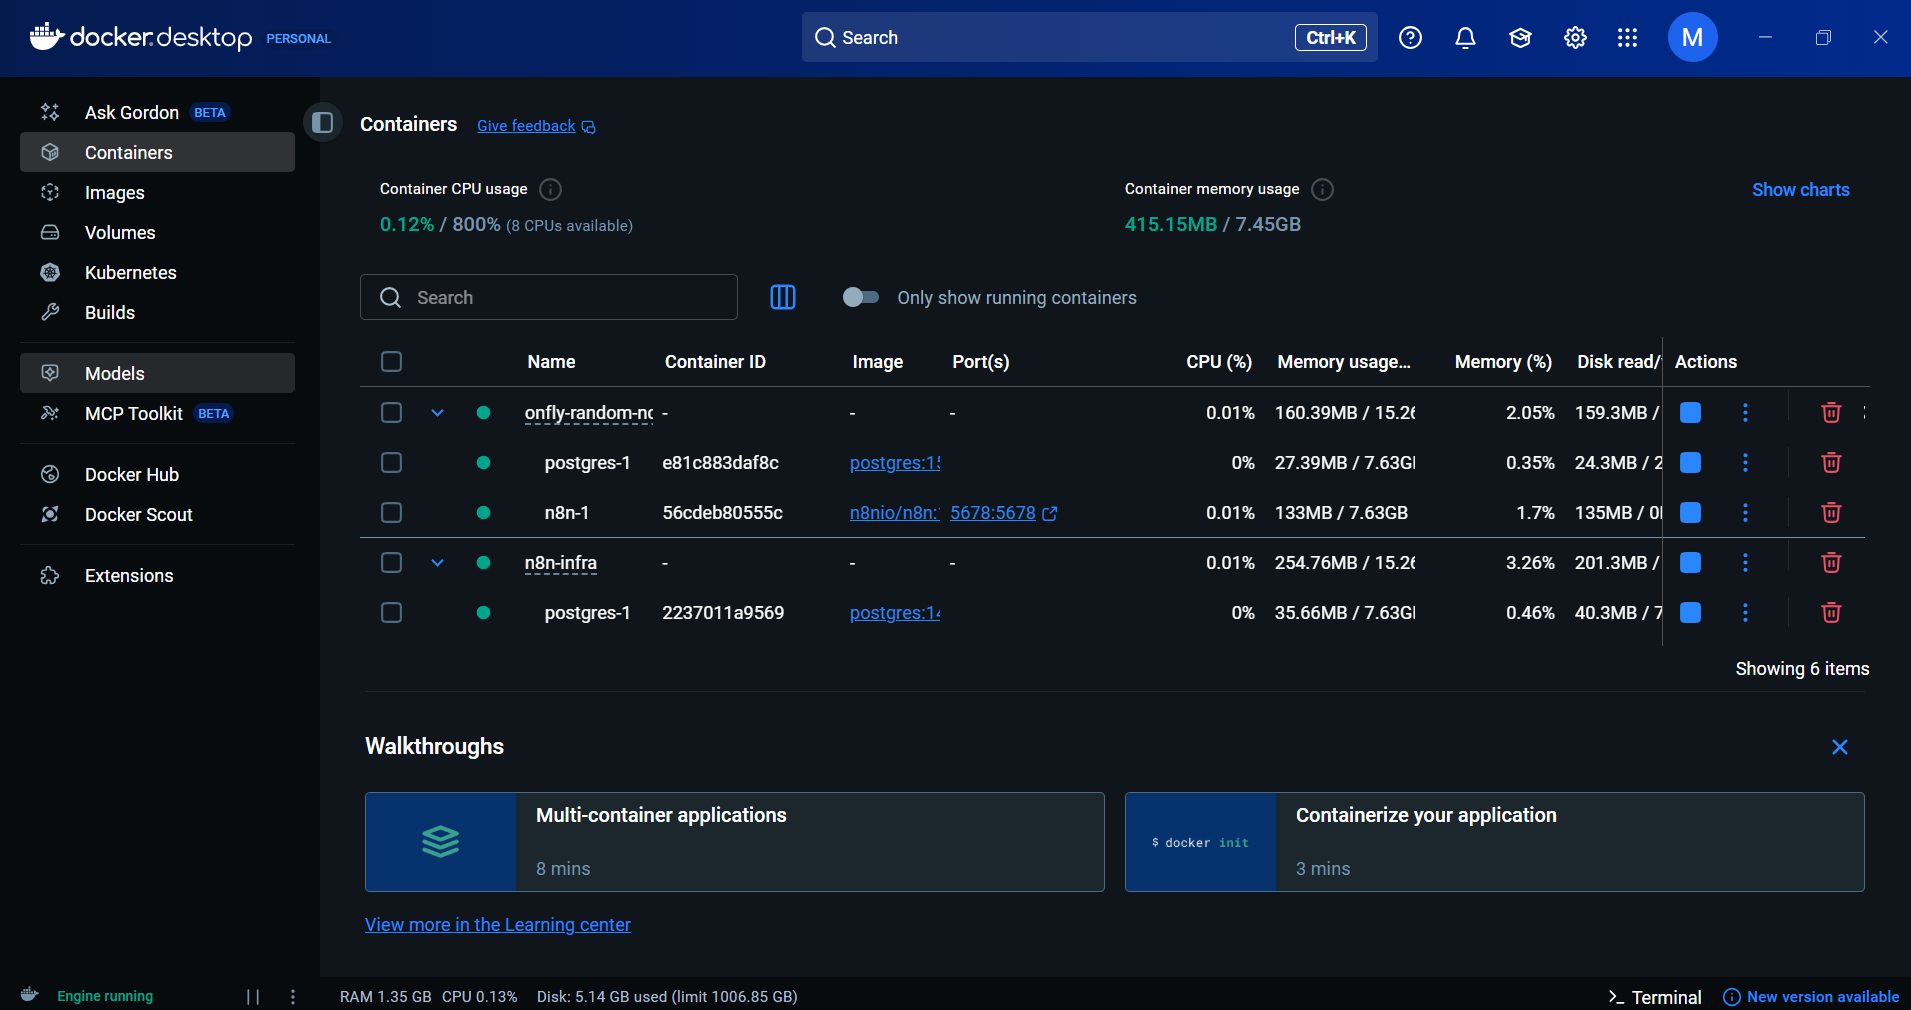 docker.desktop PERSONAL
Search Ctrl+K
M
Ask Gordon BETA
Containers
Images
Volumes
Kubernetes
Builds
Models
MCP Toolkit BETA
Docker Hub
Docker Scout
Extensions
Containers Give feedback
Container CPU usage
0.12% / 800% (8 CPUs available)
Container memory usage
415.15MB / 7.45GB
Show charts
Search
Only show running containers
Name Container ID Image Port(s) CPU (%) Memory usage... Memory (%) Disk read/ Actions
onfly-random- - - - 0.01% 160.39MB / 15.26 2.05% 159.3MB /
postgres-1 e81c883daf8c postgres:15 0% 27.39MB / 7.63G 0.35% 24.3MB / 2
n8n-1 56cdeb80555c n8nio/n8n: 5678:5678 0.01% 133MB / 7.63GB 1.7% 135MB / 0
n8n-infra - - - 0.01% 254.76MB / 15.26 3.26% 201.3MB /
postgres-1 2237011a9569 postgres:14 0% 35.66MB / 7.63G 0.46% 40.3MB / 7
Showing 6 items
Walkthroughs
Multi-container applications
8 mins
$ docker init
Containerize your application
3 mins
View more in the Learning center
Engine running
RAM 1.35 GB CPU 0.13% Disk: 5.14 GB used (limit 1006.85 GB)
Terminal
New version available